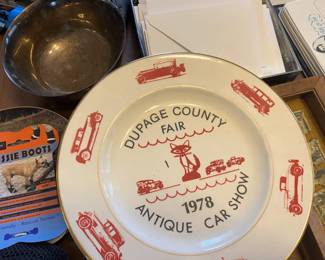 DUPAGE COUNTY
FAIR
1978
ANTIQUE CAR SHOW
SSIE BOOTS